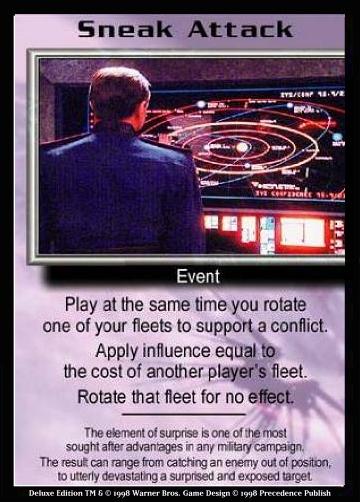 Sneak Attack
Event
Play at the same time you rotate
one of your fleets to support a conflict.
Apply influence equal to
the cost of another player's fleet.
Rotate that fleet for no effect.
The element of surprise is one of the most
sought after advantages in any military campaign.
The result can range from catching an enemy out of position,
to utterly devastating a surprised and exposed target.
Deluxe Edition TM & © 1998 Warner Bros. Game Design © 1998 Precedence Publish